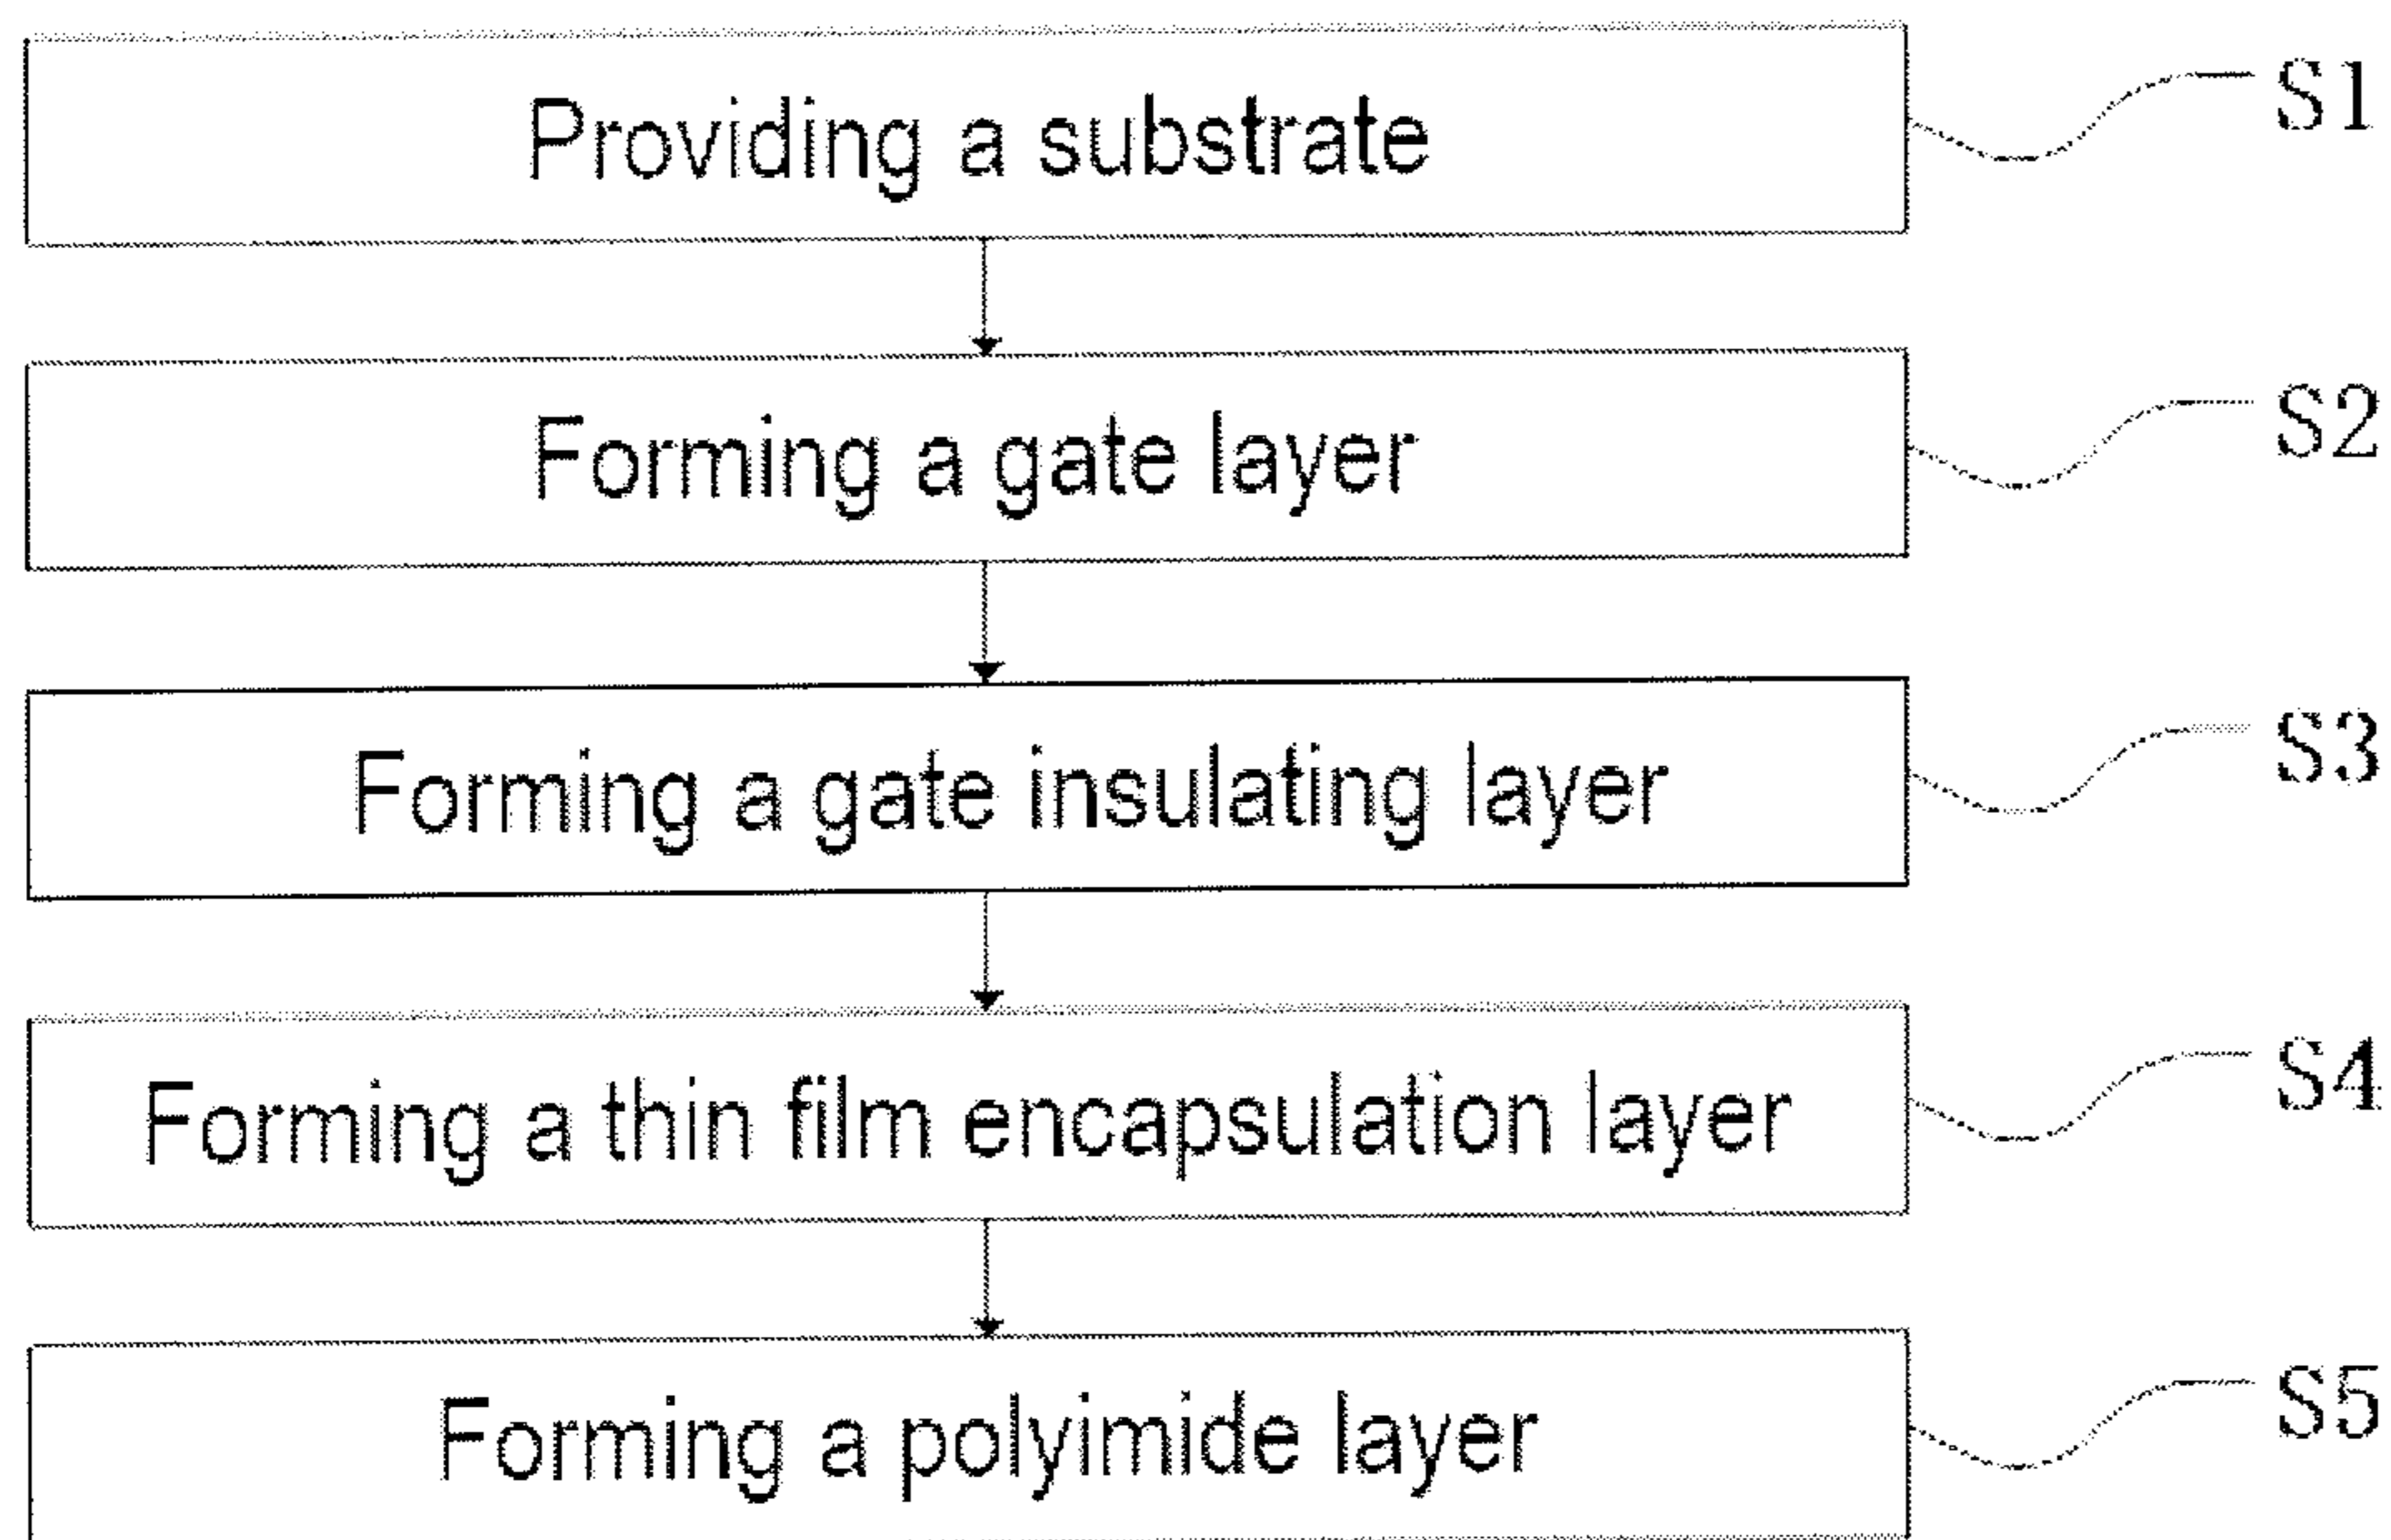 Providing a substrate S1
Forming a gate layer S2
Forming a gate insulating layer S3
Forming a thin film encapsulation layer S4
Forming a polyimide layer S5